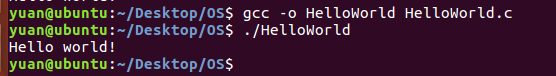 yuan@ubuntu:~/Desktop/OS$ gcc -o HelloWorld HelloWorld.c
yuan@ubuntu:~/Desktop/OS$ ./HelloWorld
Hello world!
yuan@ubuntu:~/Desktop/OS$